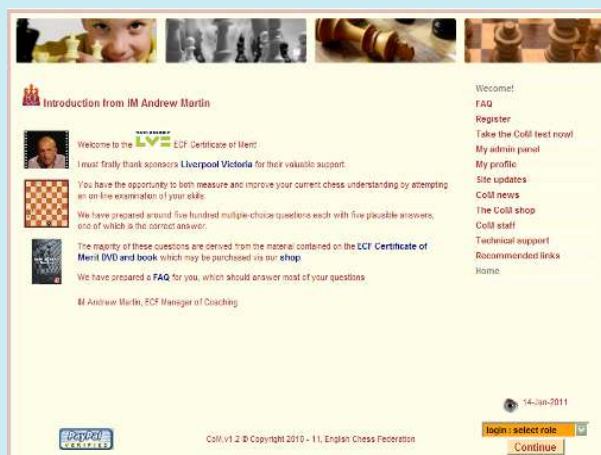 Introduction from IM Andrew Martin
Welcome to the LVE ECF Certificate of Merit!
I must firstly thank sponsors Liverpool Victoria for their valuable support.
You have the opportunity to both measure and improve your current chess understanding by attempting
an on-line examination of your skills.
We have prepared around five hundred multiple-choice questions each with five plausible answers,
one of which is the correct answer.
The majority of these questions are derived from the material contained on the ECF Certificate of
Merit DVD and book which may be purchased via our shop.
We have prepared a FAQ for you, which should answer most of your questions
IM Andrew Martin, ECF Manager of Coaching
Welcome!
FAQ
Register
Take the CoM test now!
My admin panel
My profile
Site updates
CoM news
The CoM shop
CoM staff
Technical support
Recommended links
Home
14-Jan-2011
login : select role
Continue
PayPal
VERIFIED
CoM.v1.2 © Copyright 2010 - 11, English Chess Federation